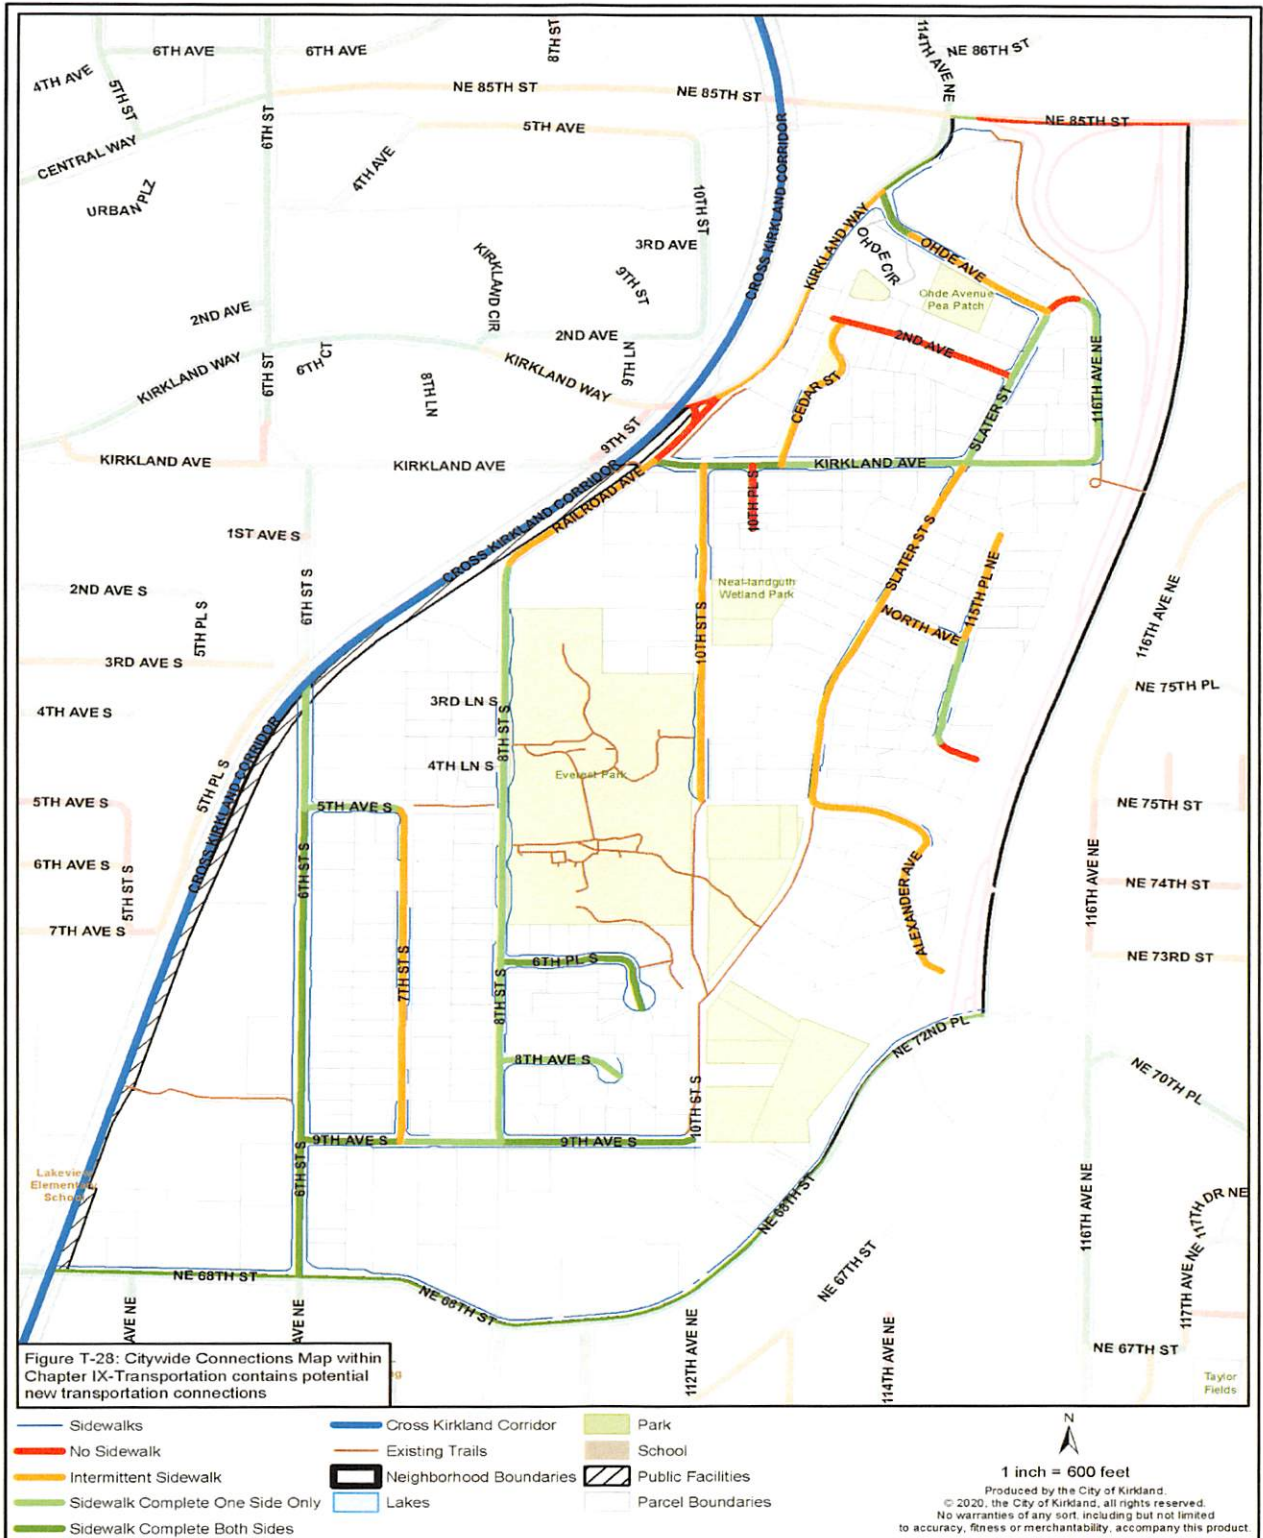 6TH AVE
6TH AVE
8TH ST
114TH AVE NE
NE 86TH ST
4TH AVE
5TH ST
6TH ST
NE 85TH ST
NE 85TH ST
NE 85TH ST
CENTRAL WAY
5TH AVE
4TH AVE
URBAN PLZ
10TH ST
CROSS KIRKLAND CORRIDOR
3RD AVE
KIRKLAND CIR
9TH ST
KIRKLAND WAY
OHDE CIR
OHDE AVE
Ohde Avenue
Pea Patch
2ND AVE
2ND AVE
2ND AVE
KIRKLAND WAY
6TH ST
6TH CT
8TH LN
KIRKLAND WAY
9TH LN
CEDAR ST
SLATER ST
116TH AVE NE
9TH ST
KIRKLAND AVE
KIRKLAND AVE
KIRKLAND AVE
CROSS KIRKLAND CORRIDOR
RAILROAD AVE
10TH PL S
1ST AVE S
2ND AVE S
5TH PL S
6TH ST S
3RD AVE S
4TH AVE S
Neal-landguth
Wetland Park
10TH ST S
SLATER ST S
NORTH AVE
115TH PL NE
116TH AVE NE
NE 75TH PL
3RD LN S
8TH ST S
4TH LN S
Everest Park
5TH PL S
CROSS KIRKLAND CORRIDOR
5TH AVE S
5TH AVE S
NE 75TH ST
6TH AVE S
5TH ST S
6TH ST S
7TH AVE S
116TH AVE NE
NE 74TH ST
ALEXANDER AVE
NE 73RD ST
7TH ST S
8TH ST S
6TH PL S
8TH AVE S
NE 72ND PL
NE 70TH PL
10TH ST S
9TH AVE S
9TH AVE S
6TH ST S
Lakeview
Elementary
School
NE 68TH ST
NE 68TH ST
NE 68TH ST
NE 67TH ST
116TH AVE NE
117TH DR NE
117TH AVE NE
AVE NE
AVE NE
112TH AVE NE
114TH AVE NE
NE 67TH ST
Taylor
Fields
Figure T-28: Citywide Connections Map within
Chapter IX-Transportation contains potential
new transportation connections
Sidewalks
No Sidewalk
Intermittent Sidewalk
Sidewalk Complete One Side Only
Sidewalk Complete Both Sides
Cross Kirkland Corridor
Existing Trails
Neighborhood Boundaries
Lakes
Park
School
Public Facilities
Parcel Boundaries
N
1 inch = 600 feet
Produced by the City of Kirkland.
© 2020, the City of Kirkland, all rights reserved.
No warranties of any sort, including but not limited
to accuracy, fitness or merchantability, accompany this product.